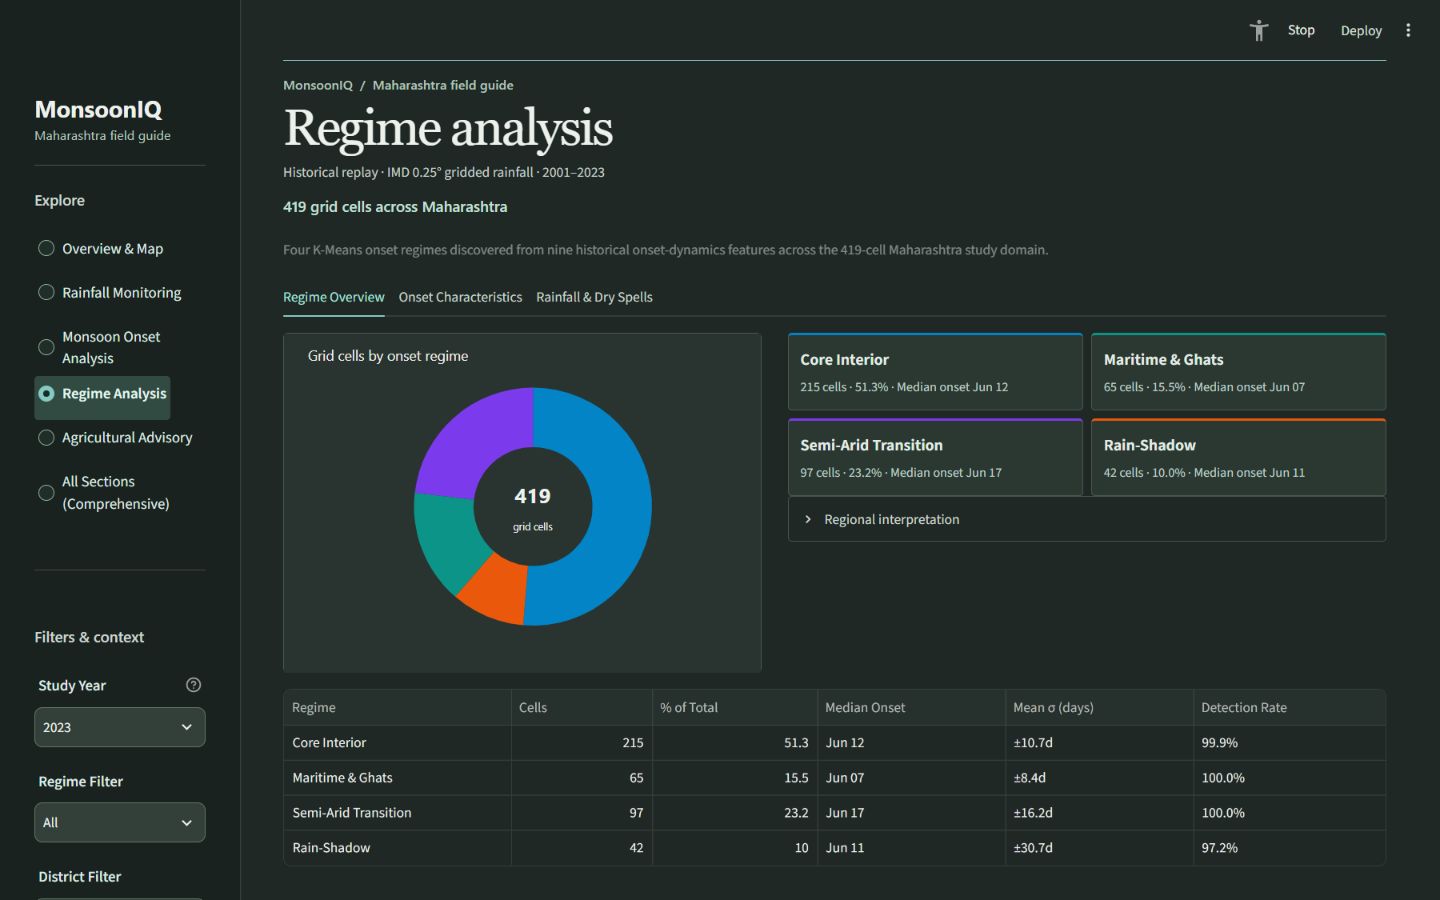 Stop
Deploy
MonsoonIQ
Maharashtra field guide
Explore
Overview & Map
Rainfall Monitoring
Monsoon Onset
Analysis
Regime Analysis
Agricultural Advisory
All Sections
(Comprehensive)
Filters & context
Study Year
2023
Regime Filter
All
District Filter
MonsoonIQ / Maharashtra field guide
Regime analysis
Historical replay · IMD 0.25° gridded rainfall · 2001–2023
419 grid cells across Maharashtra
Four K-Means onset regimes discovered from nine historical onset-dynamics features across the 419-cell Maharashtra study domain.
Regime Overview Onset Characteristics Rainfall & Dry Spells
Grid cells by onset regime
419
grid cells
Core Interior
215 cells · 51.3% · Median onset Jun 12
Maritime & Ghats
65 cells · 15.5% · Median onset Jun 07
Semi-Arid Transition
97 cells · 23.2% · Median onset Jun 17
Rain-Shadow
42 cells · 10.0% · Median onset Jun 11
Regional interpretation
Regime Cells % of Total Median Onset Mean σ (days) Detection Rate
Core Interior 215 51.3 Jun 12 ±10.7d 99.9%
Maritime & Ghats 65 15.5 Jun 07 ±8.4d 100.0%
Semi-Arid Transition 97 23.2 Jun 17 ±16.2d 100.0%
Rain-Shadow 42 10 Jun 11 ±30.7d 97.2%